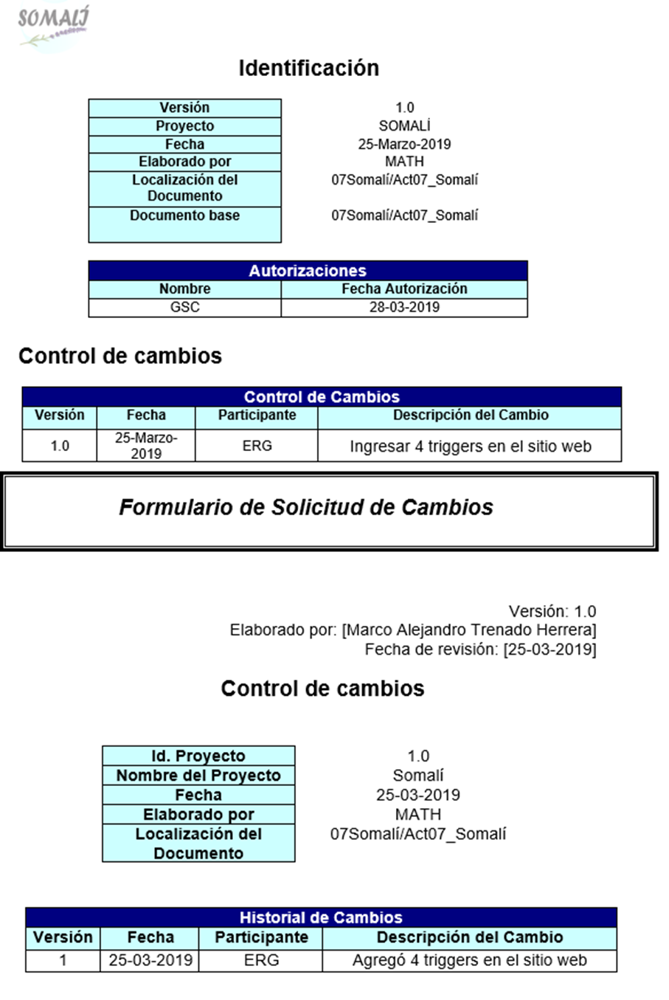 SOMALÍ
Identificación
Versión 1.0
Proyecto SOMALÍ
Fecha 25-Marzo-2019
Elaborado por MATH
Localización del 07Somalí/Act07_Somalí
Documento
Documento base 07Somalí/Act07_Somalí
Autorizaciones
Nombre Fecha Autorización
GSC 28-03-2019
Control de cambios
Control de Cambios
Versión Fecha Participante Descripción del Cambio
1.0 25-Marzo- ERG Ingresar 4 triggers en el sitio web
2019
Formulario de Solicitud de Cambios
Versión: 1.0
Elaborado por: [Marco Alejandro Trenado Herrera]
Fecha de revisión: [25-03-2019]
Control de cambios
Id. Proyecto 1.0
Nombre del Proyecto Somalí
Fecha 25-03-2019
Elaborado por MATH
Localización del 07Somalí/Act07_Somalí
Documento
Historial de Cambios
Versión Fecha Participante Descripción del Cambio
1 25-03-2019 ERG Agregó 4 triggers en el sitio web